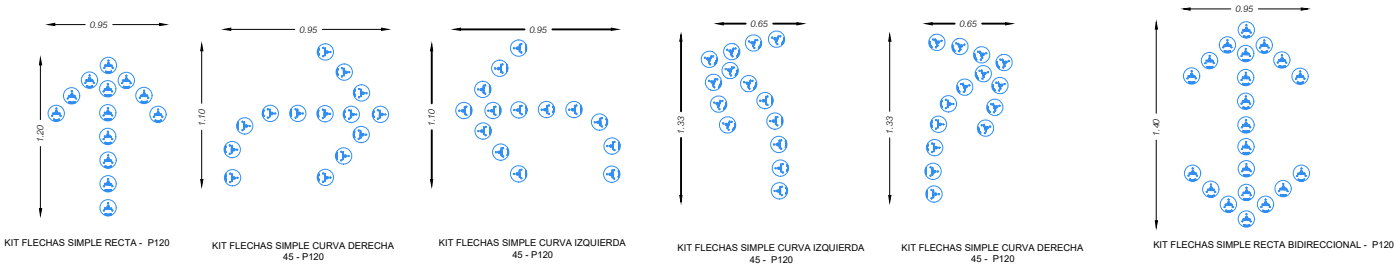 0.95
1.20
KIT FLECHAS SIMPLE RECTA - P120
0.95
1.10
KIT FLECHAS SIMPLE CURVA DERECHA
45 - P120
0.95
1.10
KIT FLECHAS SIMPLE CURVA IZQUIERDA
45 - P120
0.65
1.33
KIT FLECHAS SIMPLE CURVA IZQUIERDA
45 - P120
0.65
1.33
KIT FLECHAS SIMPLE CURVA DERECHA
45 - P120
0.95
1.40
KIT FLECHAS SIMPLE RECTA BIDIRECCIONAL - P120